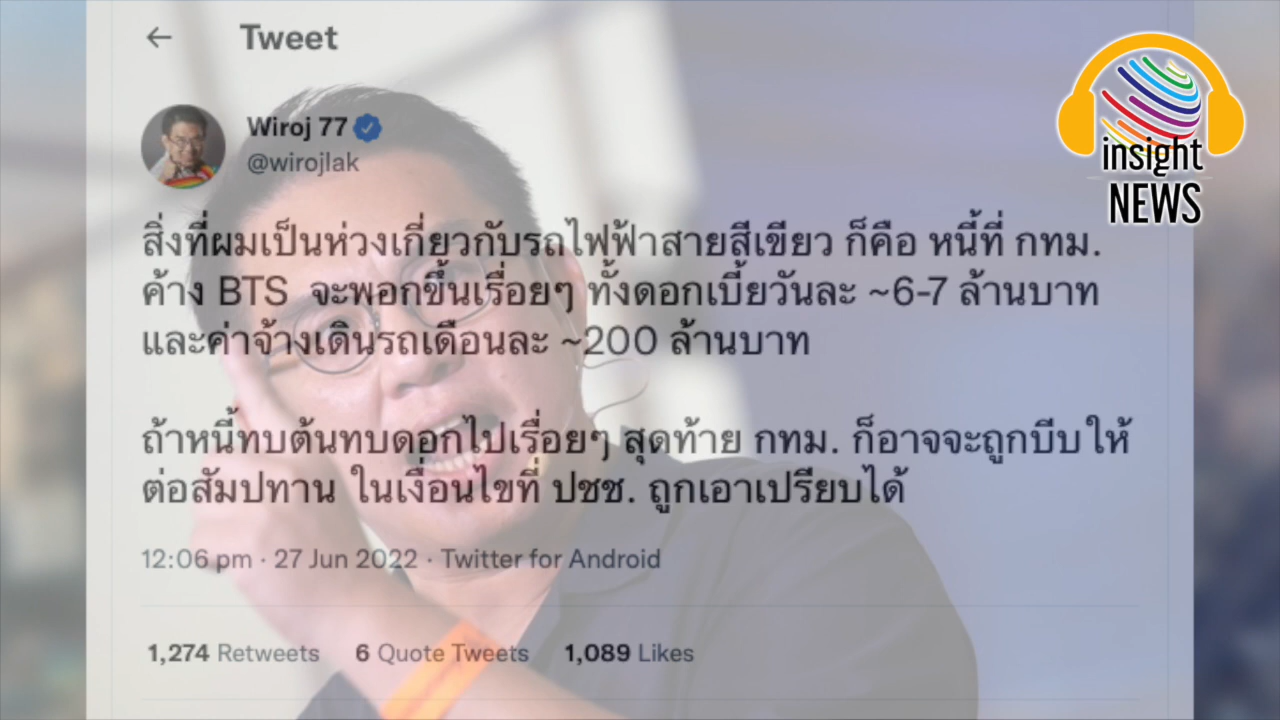 Tweet
insight
NEWS
Wiroj 77
@wirojlak
สิ่งที่ผมเป็นห่วงเกี่ยวกับรถไฟฟ้าสายสีเขียว ก็คือ หนี้ที่ กทม.
ค้าง BTS จะพอกขึ้นเรื่อยๆ ทั้งดอกเบี้ยวันละ ~6-7 ล้านบาท
และค่าจ้างเดินรถเดือนละ ~200 ล้านบาท
ถ้าหนี้ทบต้นทบดอกไปเรื่อยๆ สุดท้าย กทม. ก็อาจจะถูกบีบให้
ต่อสัมปทาน ในเงื่อนไขที่ ปชช. ถูกเอาเปรียบได้
12:06 pm · 27 Jun 2022 · Twitter for Android
1,274 Retweets 6 Quote Tweets 1,089 Likes